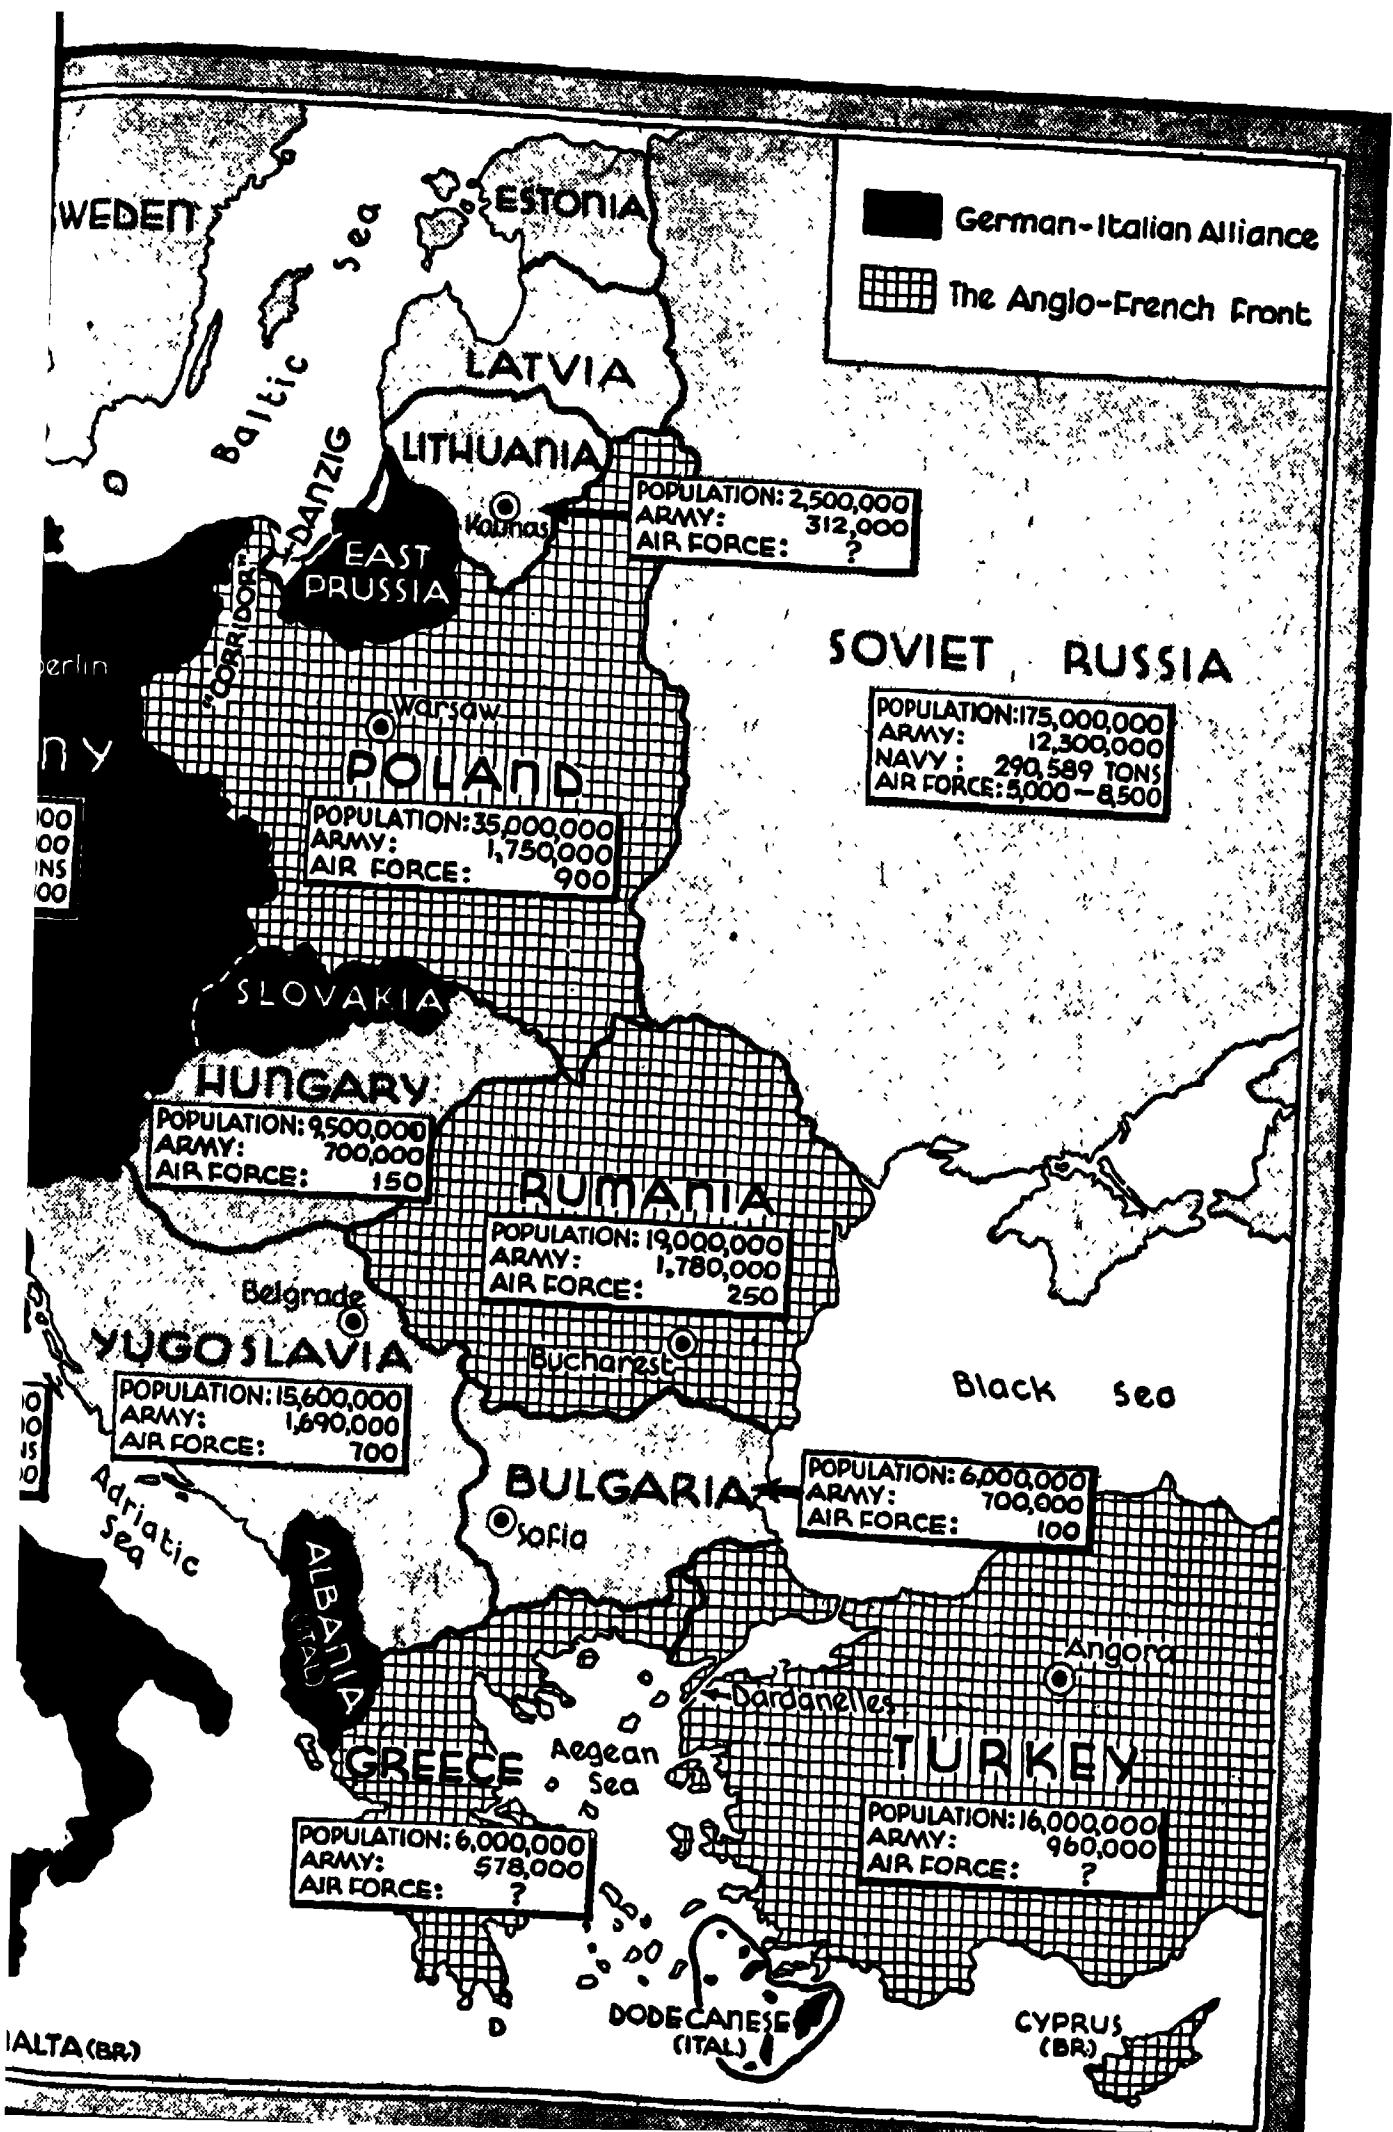 WEDEN
Baltic Sea
ESTONIA
German-Italian Alliance
The Anglo-French Front
LATVIA
LITHUANIA
Kaunas
POPULATION: 2,500,000
ARMY: 312,000
AIR FORCE: ?
DANZIG
EAST
PRUSSIA
"CORRIDOR"
erlin
ny
00
00
NS
00
Warsaw
POLAND
POPULATION: 35,000,000
ARMY: 1,750,000
AIR FORCE: 900
SOVIET RUSSIA
POPULATION: 175,000,000
ARMY: 12,300,000
NAVY: 290,589 TONS
AIR FORCE: 5,000-8,500
SLOVAKIA
HUNGARY
POPULATION: 9,500,000
ARMY: 700,000
AIR FORCE: 150
RUMANIA
POPULATION: 19,000,000
ARMY: 1,780,000
AIR FORCE: 250
Bucharest
Belgrade
YUGOSLAVIA
POPULATION: 15,600,000
ARMY: 1,690,000
AIR FORCE: 700
Black Sea
BULGARIA
Sofia
POPULATION: 6,000,000
ARMY: 700,000
AIR FORCE: 100
Adriatic
Sea
ALBANIA
(ITAL)
Angora
Dardanelles
TURKEY
POPULATION: 16,000,000
ARMY: 960,000
AIR FORCE: ?
GREECE
Aegean
Sea
POPULATION: 6,000,000
ARMY: 578,000
AIR FORCE: ?
DODECANESE
(ITAL)
CYPRUS
(BR)
ALTA (BR.)